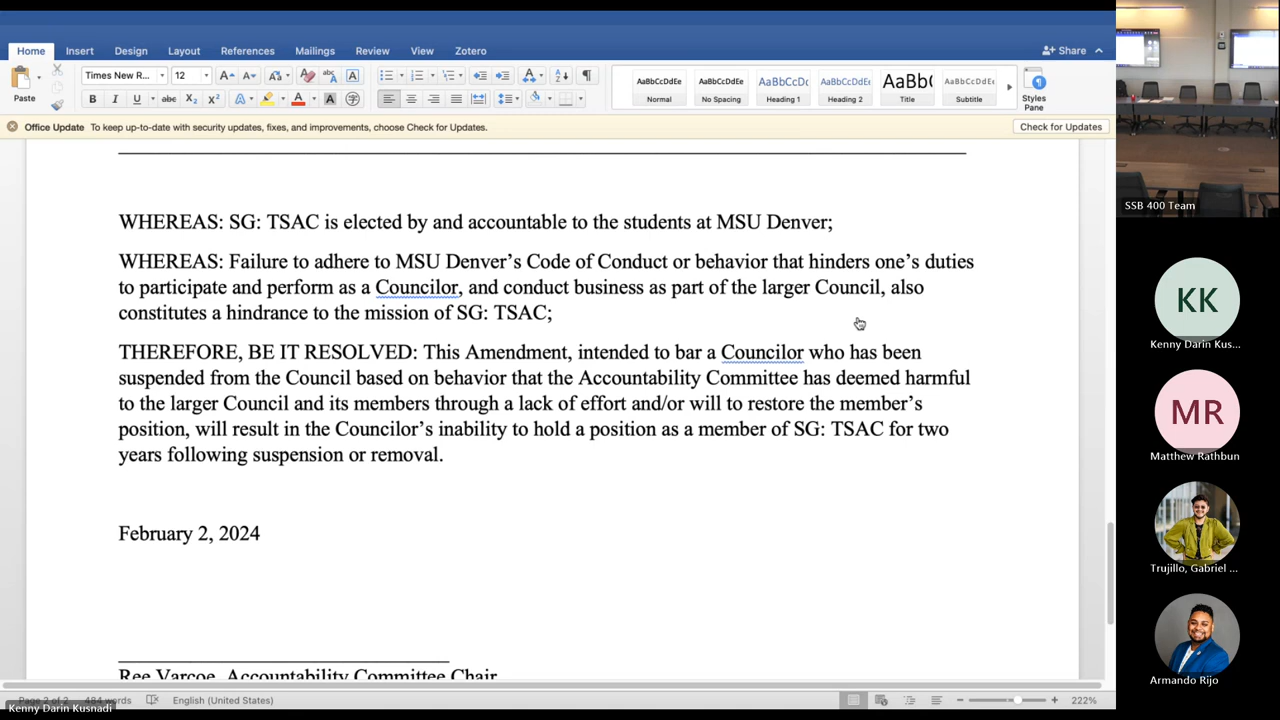 Home Insert Design Layout References Mailings Review View Zotero Share
Times New R... 12
Paste
AaBbCcDdEe AaBbCcDdEe AaBbCcDc AaBbCcDdEe AaBb( AaBbCcDdEe
Normal No Spacing Heading 1 Heading 2 Title Subtitle
Styles
Pane
Office Update To keep up-to-date with security updates, fixes, and improvements, choose Check for Updates. Check for Updates
WHEREAS: SG: TSAC is elected by and accountable to the students at MSU Denver;
WHEREAS: Failure to adhere to MSU Denver’s Code of Conduct or behavior that hinders one’s duties
to participate and perform as a Councilor, and conduct business as part of the larger Council, also
constitutes a hindrance to the mission of SG: TSAC;
THEREFORE, BE IT RESOLVED: This Amendment, intended to bar a Councilor who has been
suspended from the Council based on behavior that the Accountability Committee has deemed harmful
to the larger Council and its members through a lack of effort and/or will to restore the member’s
position, will result in the Councilor’s inability to hold a position as a member of SG: TSAC for two
years following suspension or removal.
February 2, 2024
Ree Varcoe, Accountability Committee Chair
Page 2 of 2 484 words English (United States) 222%
Kenny Darin Kusnadi
SSB 400 Team
KK
Kenny Darin Kus...
MR
Matthew Rathbun
Trujillo, Gabriel ...
Armando Rijo